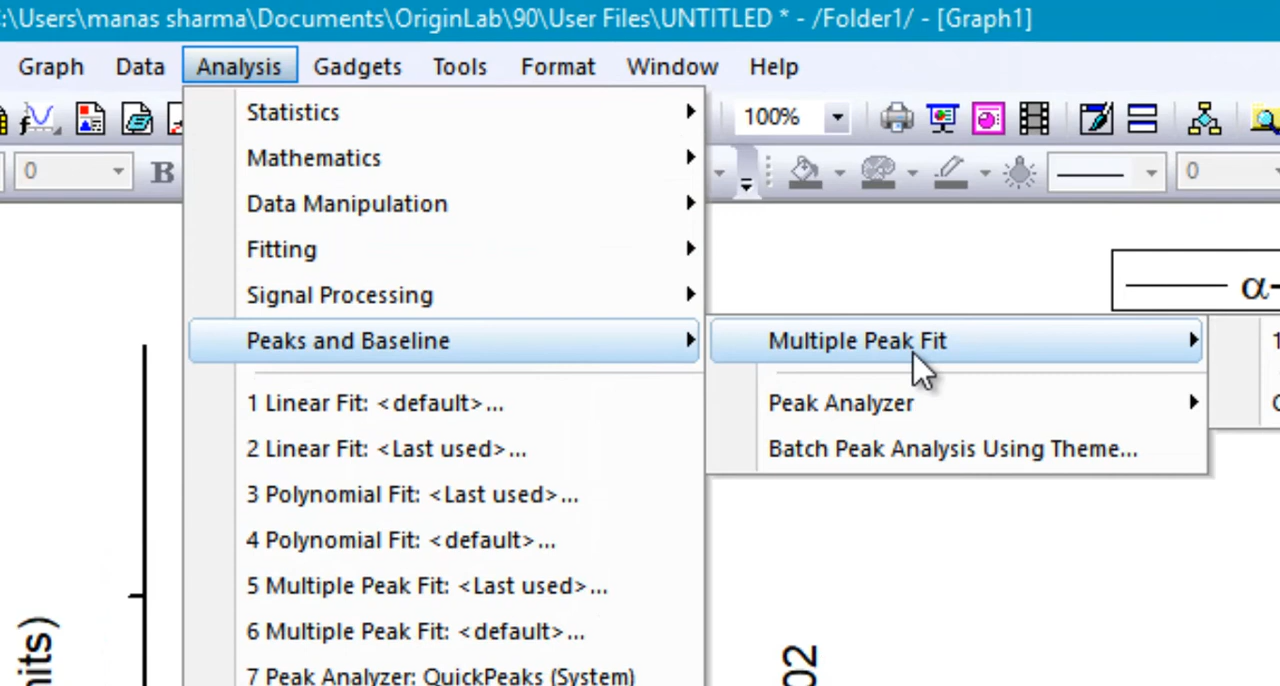 :\Users\manas sharma\Documents\OriginLab\90\User Files\UNTITLED * - /Folder1/ - [Graph1]
Graph Data Analysis Gadgets Tools Format Window Help
100%
0 B 0
Statistics
Mathematics
Data Manipulation
Fitting
Signal Processing
α-
Peaks and Baseline
Multiple Peak Fit
1 Linear Fit: <default>...
Peak Analyzer
2 Linear Fit: <Last used>...
Batch Peak Analysis Using Theme...
3 Polynomial Fit: <Last used>...
4 Polynomial Fit: <default>...
5 Multiple Peak Fit: <Last used>...
6 Multiple Peak Fit: <default>...
7 Peak Analyzer: QuickPeaks (System)
nits)
02